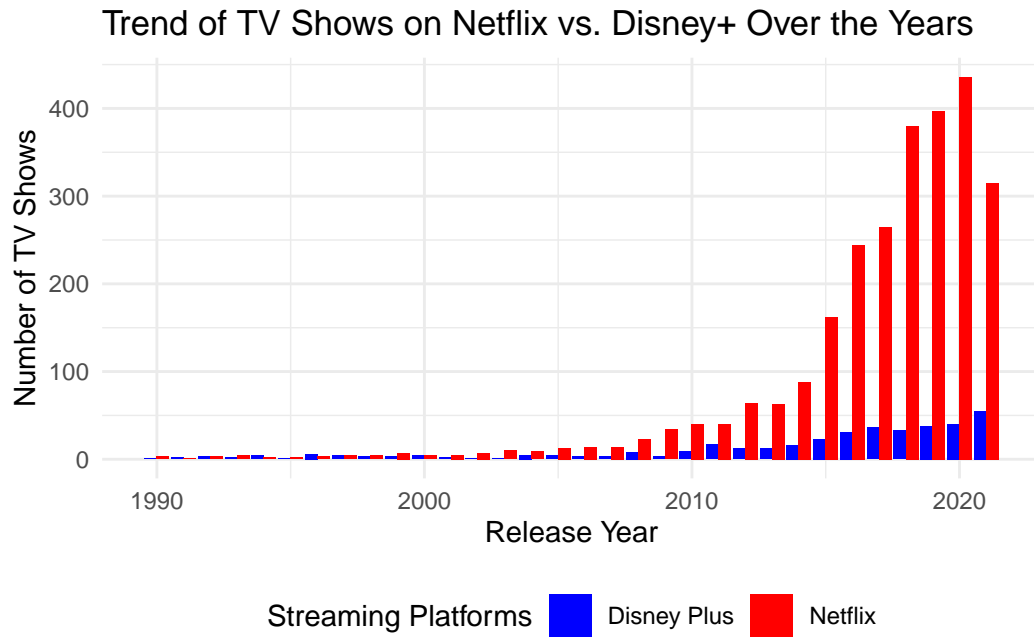 Trend of TV Shows on Netflix vs. Disney+ Over the Years
Number of TV Shows
400
300
200
100
0
1990 2000 2010 2020
Release Year
Streaming Platforms Disney Plus Netflix